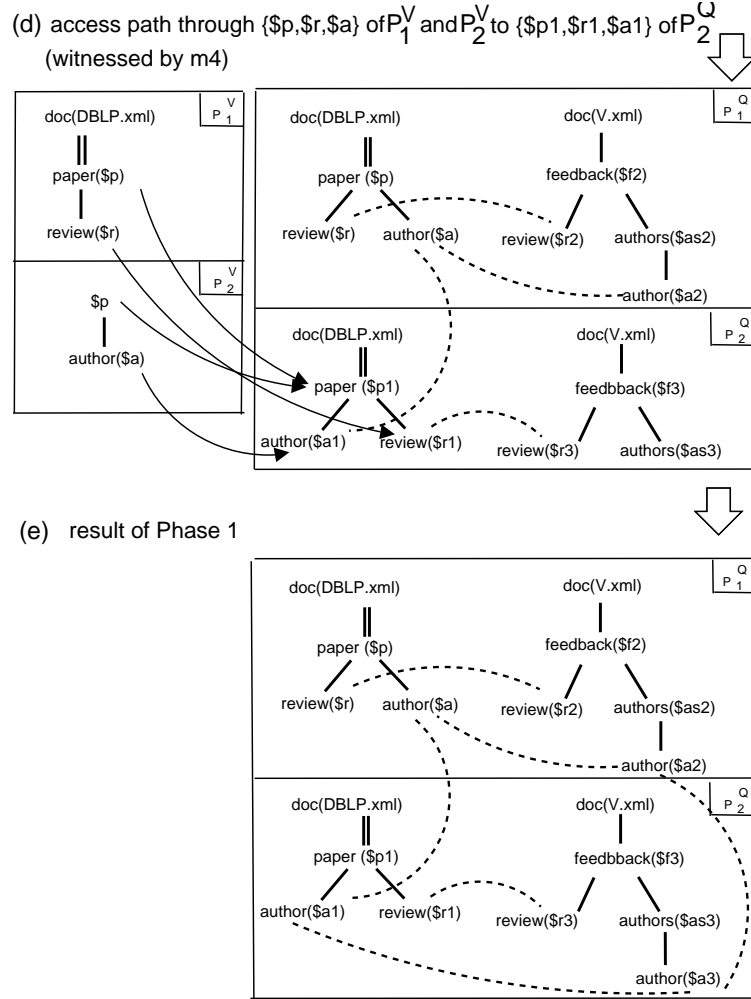 (d) access path through {$p,$r,$a} of P1V and P2V to {$p1,$r1,$a1} of P2Q
(witnessed by m4)
P1V
doc(DBLP.xml)
paper($p)
review($r)
P2V
$p
author($a)
P1Q
doc(DBLP.xml) doc(V.xml)
paper ($p) feedback($f2)
review($r) author($a) review($r2) authors($as2)
author($a2)
P2Q
doc(DBLP.xml) doc(V.xml)
paper ($p1) feedbback($f3)
author($a1) review($r1) review($r3) authors($as3)
(e) result of Phase 1
P1Q
doc(DBLP.xml) doc(V.xml)
paper ($p) feedback($f2)
review($r) author($a) review($r2) authors($as2)
author($a2)
P2Q
doc(DBLP.xml) doc(V.xml)
paper ($p1) feedbback($f3)
author($a1) review($r1) review($r3) authors($as3)
author($a3)